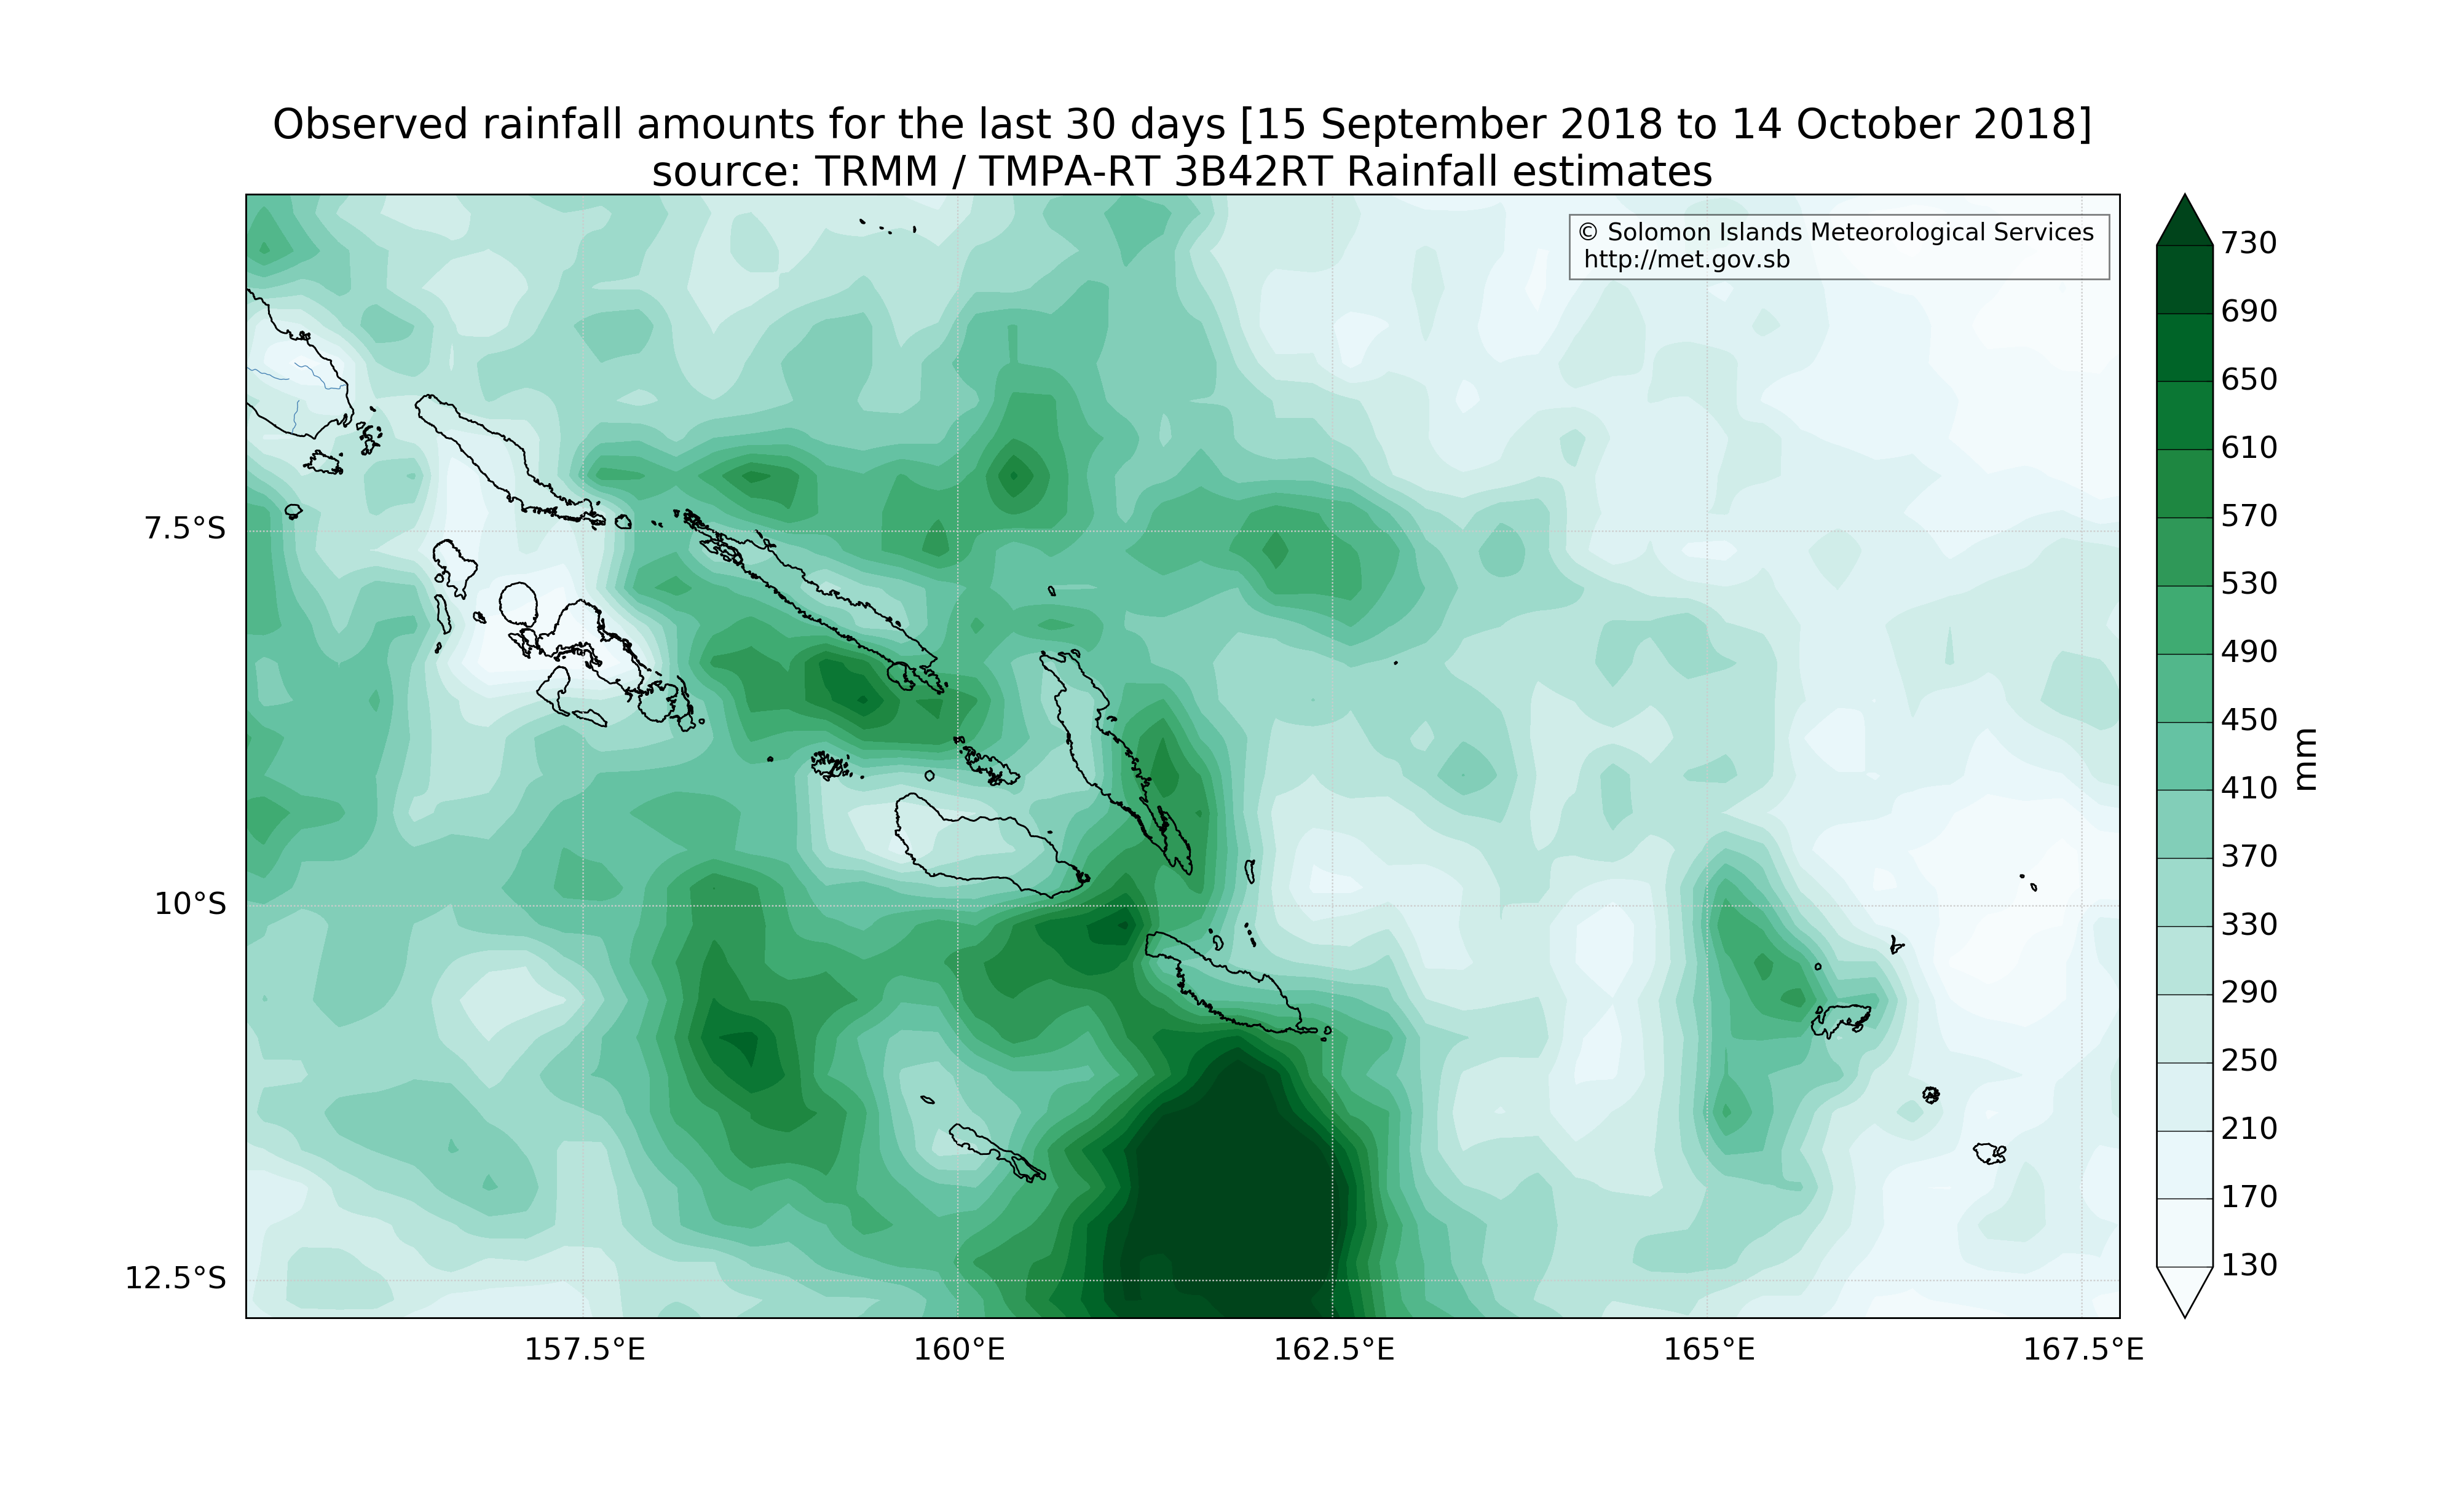 Observed rainfall amounts for the last 30 days [15 September 2018 to 14 October 2018]
source: TRMM / TMPA-RT 3B42RT Rainfall estimates
© Solomon Islands Meteorological Services
http://met.gov.sb
7.5°S
10°S
12.5°S
157.5°E
160°E
162.5°E
165°E
167.5°E
730
690
650
610
570
530
490
450
410
370
330
290
250
210
170
130
mm